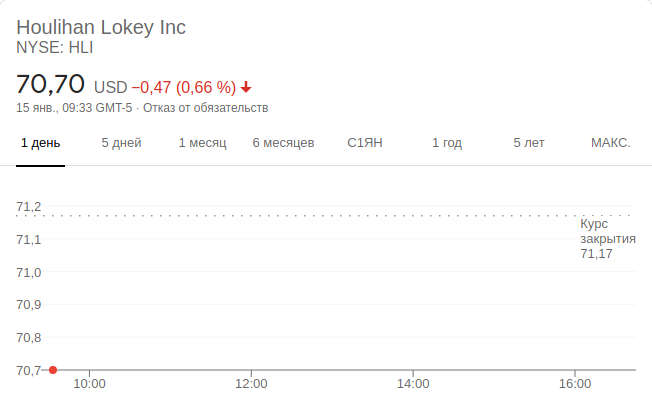 Houlihan Lokey Inc
NYSE: HLI
70,70 USD −0,47 (0,66 %)
15 янв., 09:33 GMT-5 · Отказ от обязательств
1 день 5 дней 1 месяц 6 месяцев С1ЯН 1 год 5 лет МАКС.
71,2
Курс
закрытия
71,17
71,1
71,0
70,9
70,8
70,7
10:00 12:00 14:00 16:00